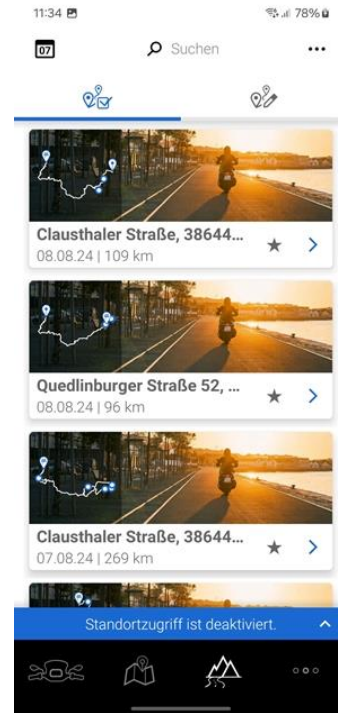 11:34
78%
07
Suchen
Clausthaler Straße, 38644...
08.08.24 | 109 km
Quedlinburger Straße 52, ...
08.08.24 | 96 km
Clausthaler Straße, 38644...
07.08.24 | 269 km
Standortzugriff ist deaktiviert.